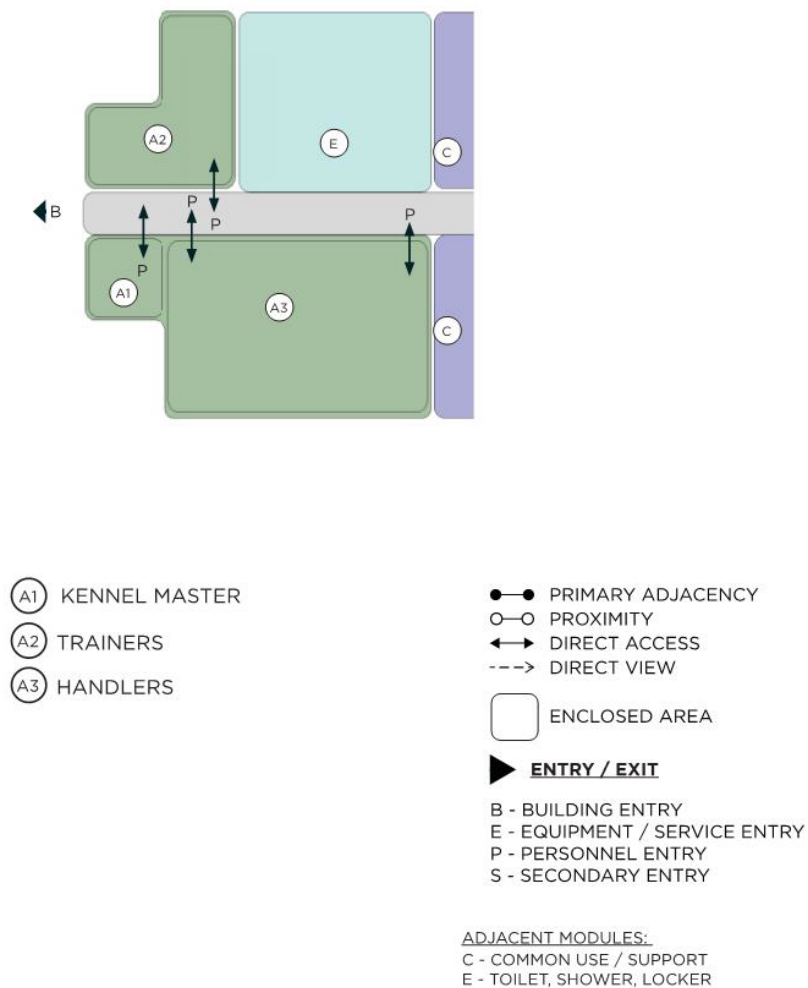 A2
E
C
B
P
P
P
P
A1
A3
C
A1 KENNEL MASTER
A2 TRAINERS
A3 HANDLERS
PRIMARY ADJACENCY
PROXIMITY
DIRECT ACCESS
DIRECT VIEW
ENCLOSED AREA
ENTRY / EXIT
B - BUILDING ENTRY
E - EQUIPMENT / SERVICE ENTRY
P - PERSONNEL ENTRY
S - SECONDARY ENTRY
ADJACENT MODULES:
C - COMMON USE / SUPPORT
E - TOILET, SHOWER, LOCKER